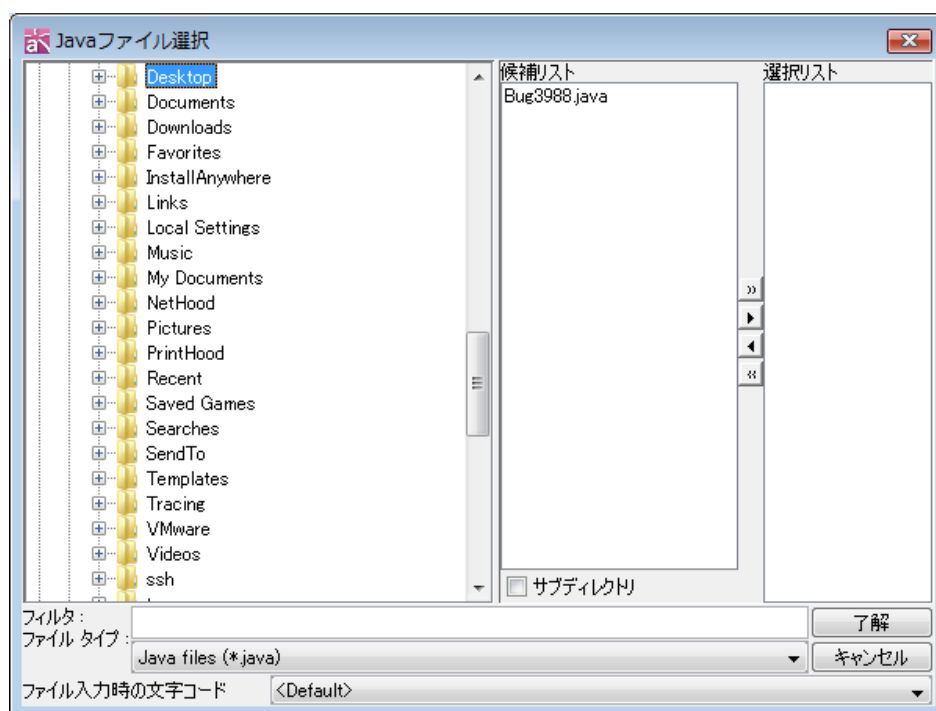 Javaファイル選択
Desktop
Documents
Downloads
Favorites
InstallAnywhere
Links
Local Settings
Music
My Documents
NetHood
Pictures
PrintHood
Recent
Saved Games
Searches
SendTo
Templates
Tracing
VMware
Videos
ssh
候補リスト
Bug3988.java
サブディレクトリ
選択リスト
フィルタ :
ファイル タイプ :
了解
Java files (*.java)
キャンセル
ファイル入力時の文字コード
<Default>